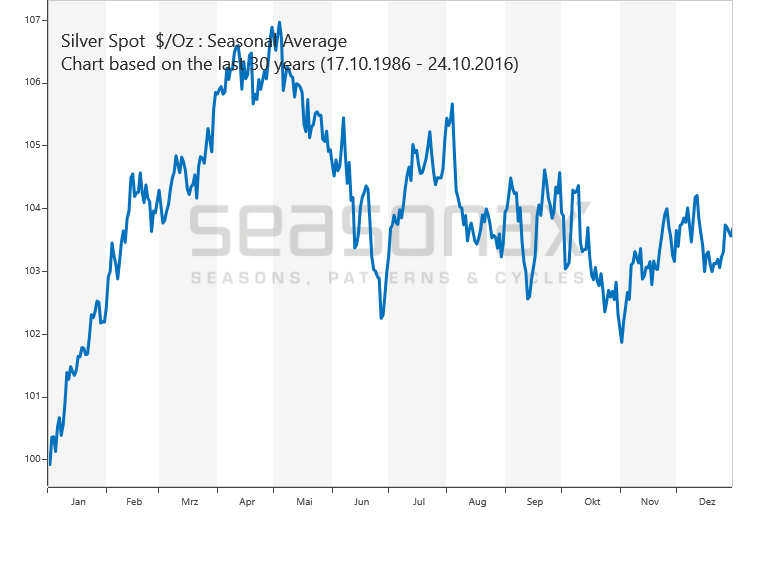 107
Silver Spot  $/Oz : Seasonal Average
Chart based on the last 30 years (17.10.1986 - 24.10.2016)
106
105
104
seasonax
103
SEASONS, PATTERNS & CYCLES
102
101
100
Jan Feb Mrz Apr Mai Jun Jul Aug Sep Okt Nov Dez